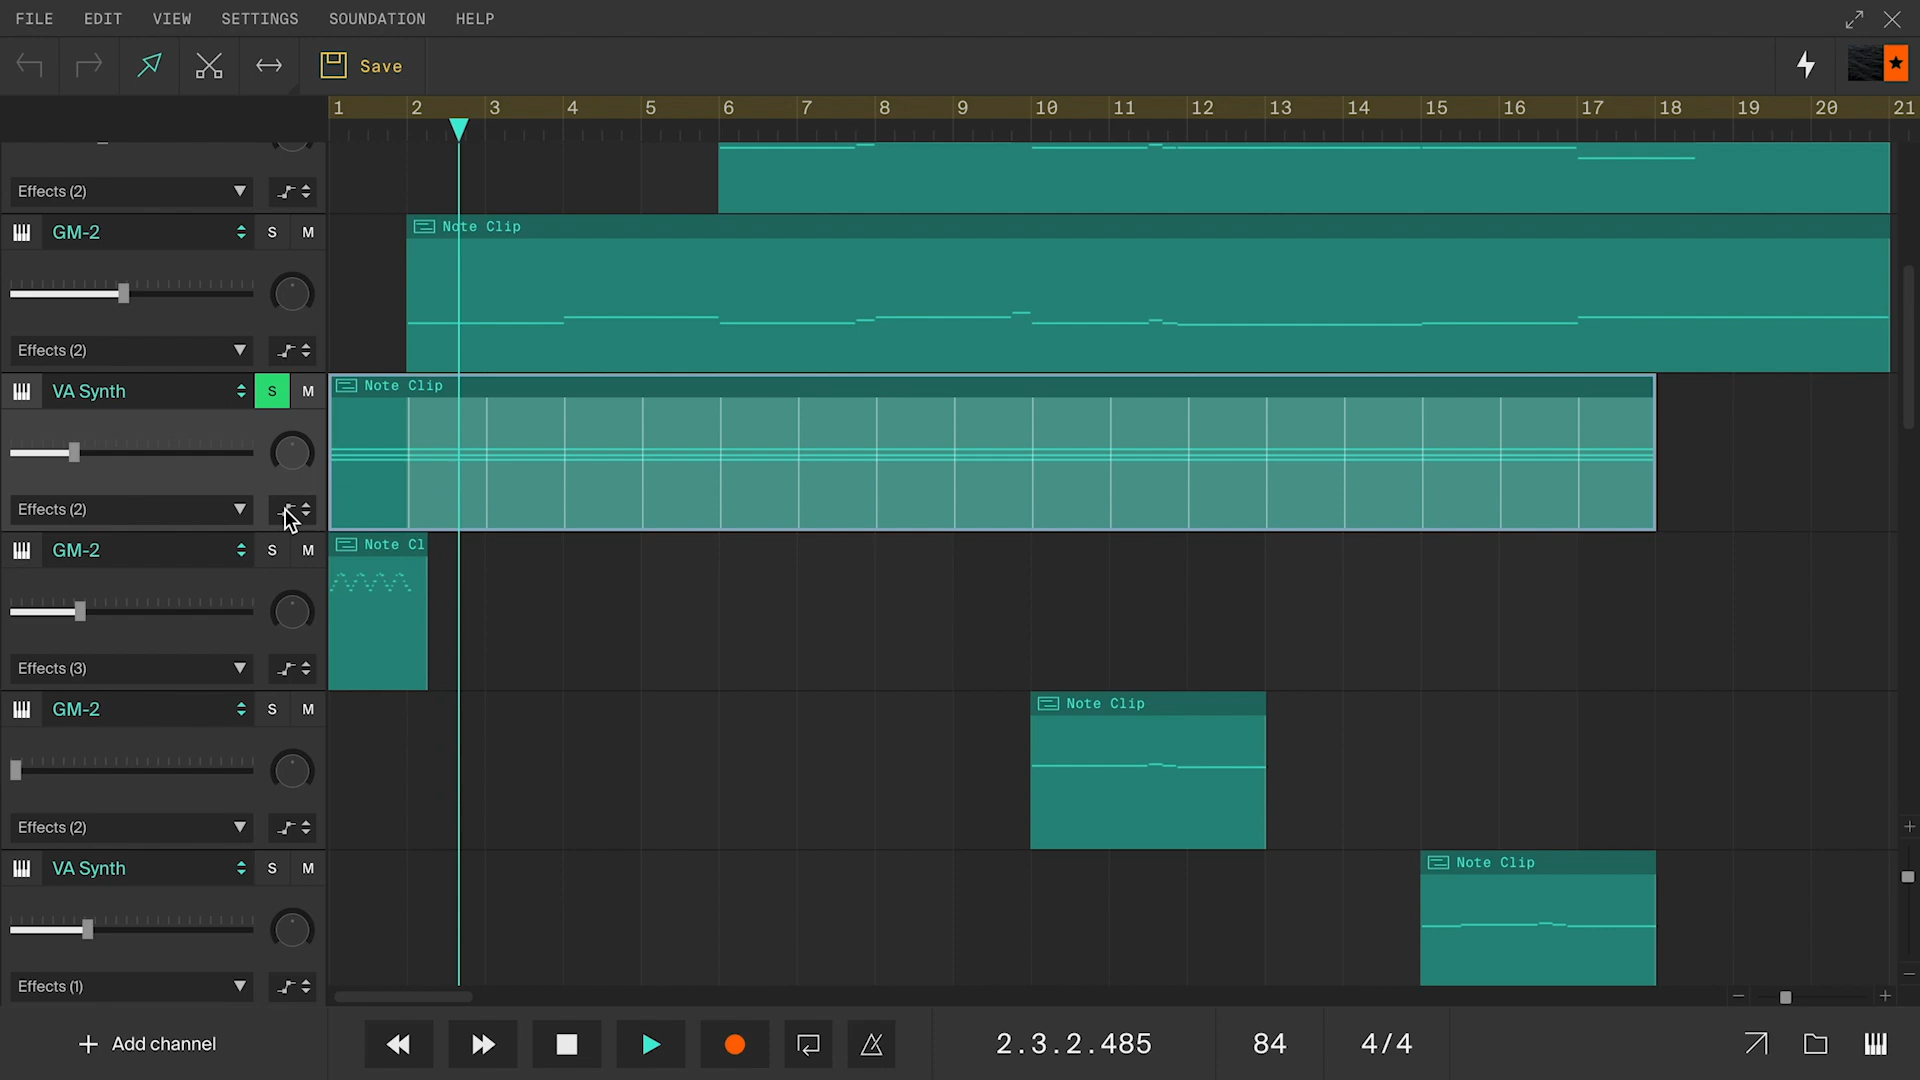 FILE EDIT VIEW SETTINGS SOUNDATION HELP
Save
1 2 3 4 5 6 7 8 9 10 11 12 13 14 15 16 17 18 19 20 21
Effects (2)
GM-2 S M
Note Clip
Effects (2)
VA Synth S M
Note Clip
Effects (2)
GM-2 S M
Note Cl
Effects (3)
GM-2 S M
Note Clip
Effects (2)
VA Synth S M
Note Clip
Effects (1)
+ Add channel
2.3.2.485 84 4/4